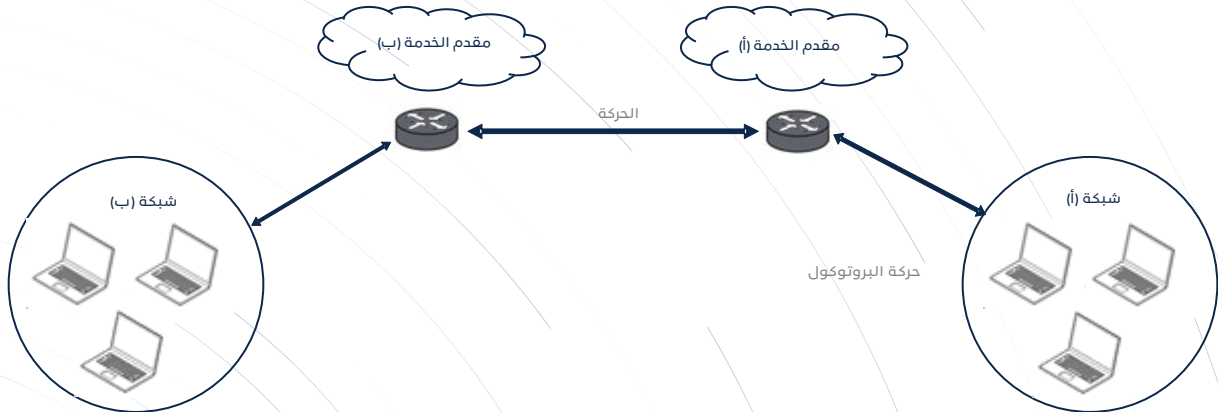 مقدم الخدمة (أ)
مقدم الخدمة (ب)
الحركة
شبكة (أ)
شبكة (ب)
حركة البروتوكول